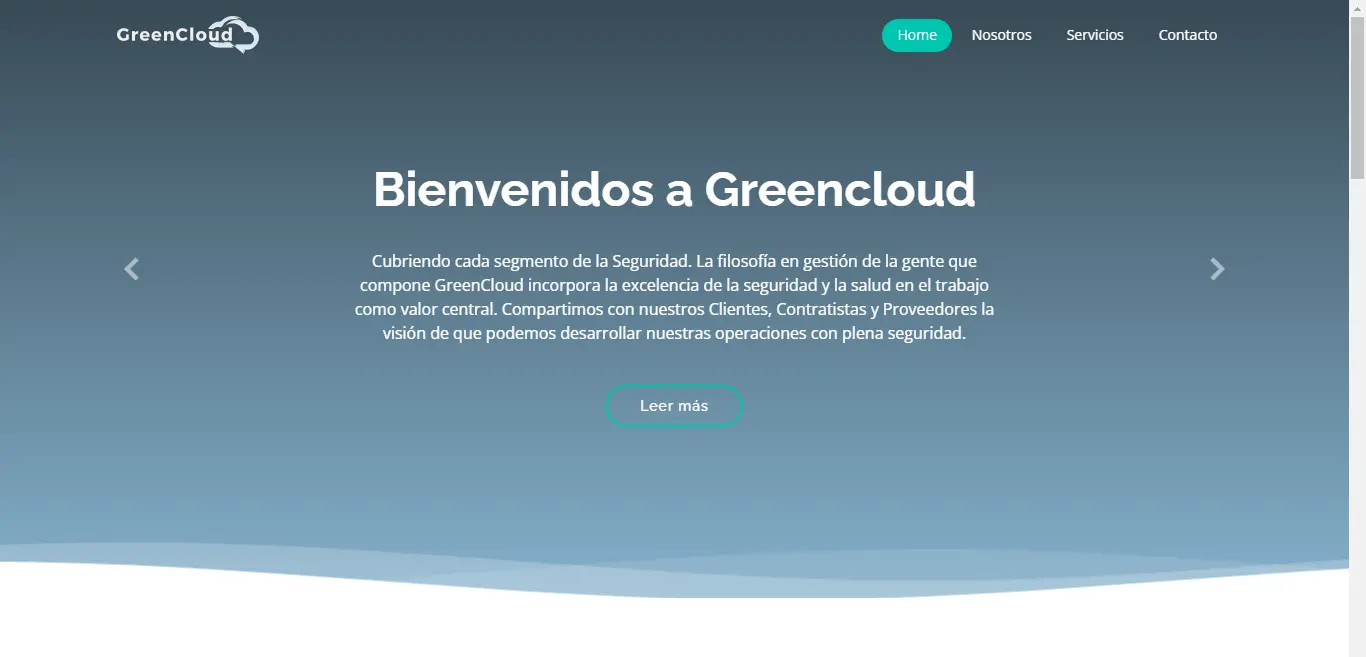 GreenCloud
Home
Nosotros
Servicios
Contacto
Bienvenidos a Greencloud
Cubriendo cada segmento de la Seguridad. La filosofía en gestión de la gente que
compone GreenCloud incorpora la excelencia de la seguridad y la salud en el trabajo
como valor central. Compartimos con nuestros Clientes, Contratistas y Proveedores la
visión de que podemos desarrollar nuestras operaciones con plena seguridad.
Leer más